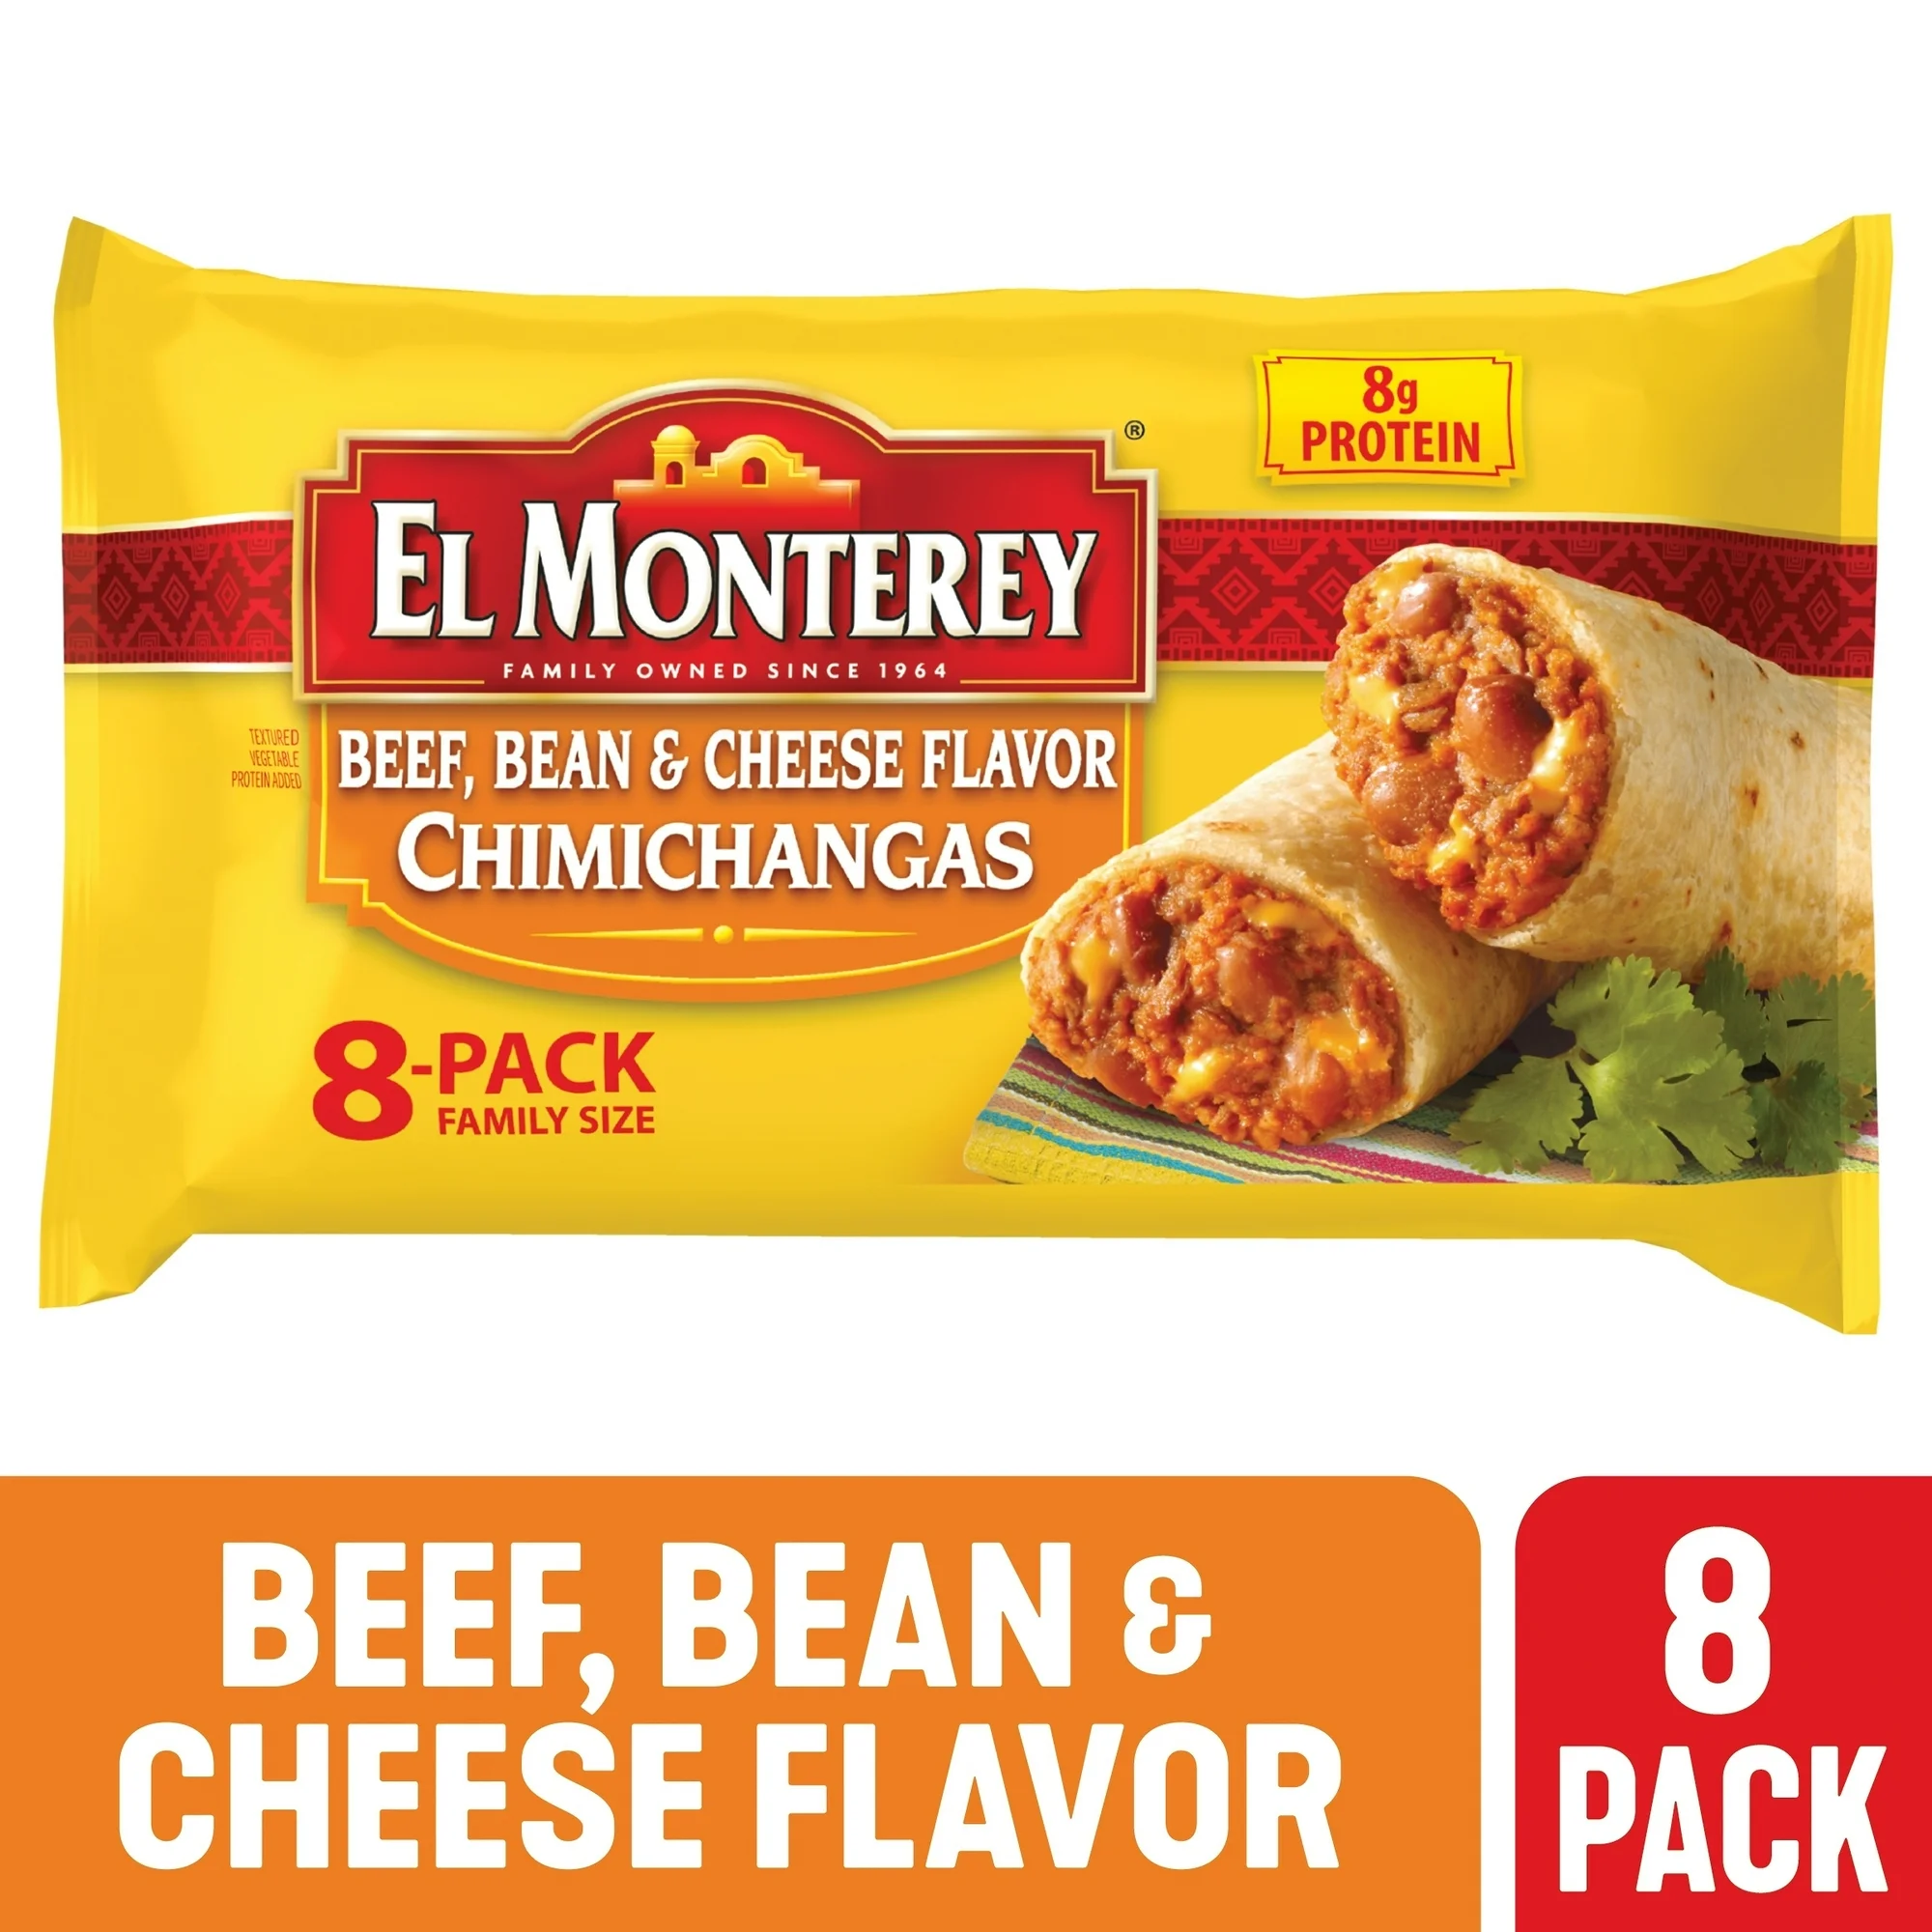 8g
PROTEIN
EL MONTEREY®
FAMILY OWNED SINCE 1964
TEXTURED
VEGETABLE
PROTEIN ADDED
BEEF, BEAN & CHEESE FLAVOR
CHIMICHANGAS
8-PACK
FAMILY SIZE
BEEF, BEAN &
CHEESE FLAVOR
8
PACK